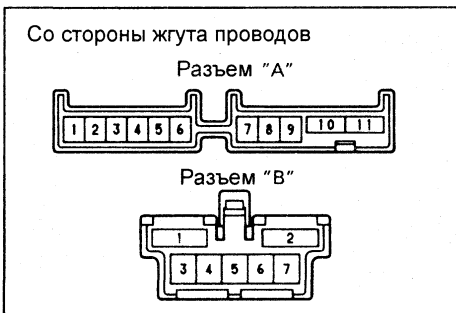 Со стороны жгута проводов
Разъем "А"
1 2 3 4 5 6 7 8 9 10 11
Разъем "В"
1 2
3 4 5 6 7